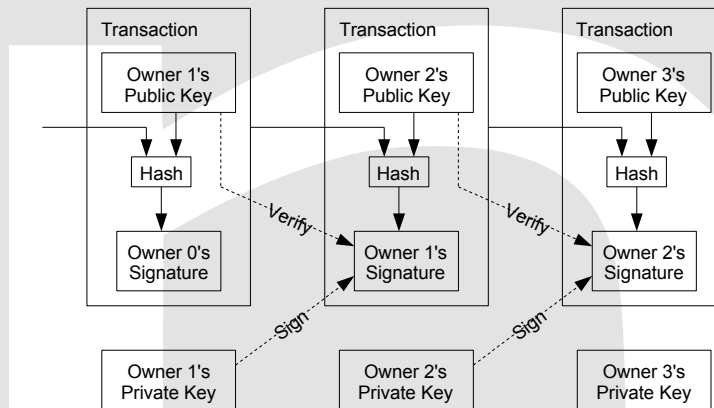 Transaction
Transaction
Transaction
Owner 1's
Public Key
Owner 2's
Public Key
Owner 3's
Public Key
Hash
Hash
Hash
Verify
Verify
Owner 0's
Signature
Owner 1's
Signature
Owner 2's
Signature
Sign
Sign
Owner 1's
Private Key
Owner 2's
Private Key
Owner 3's
Private Key